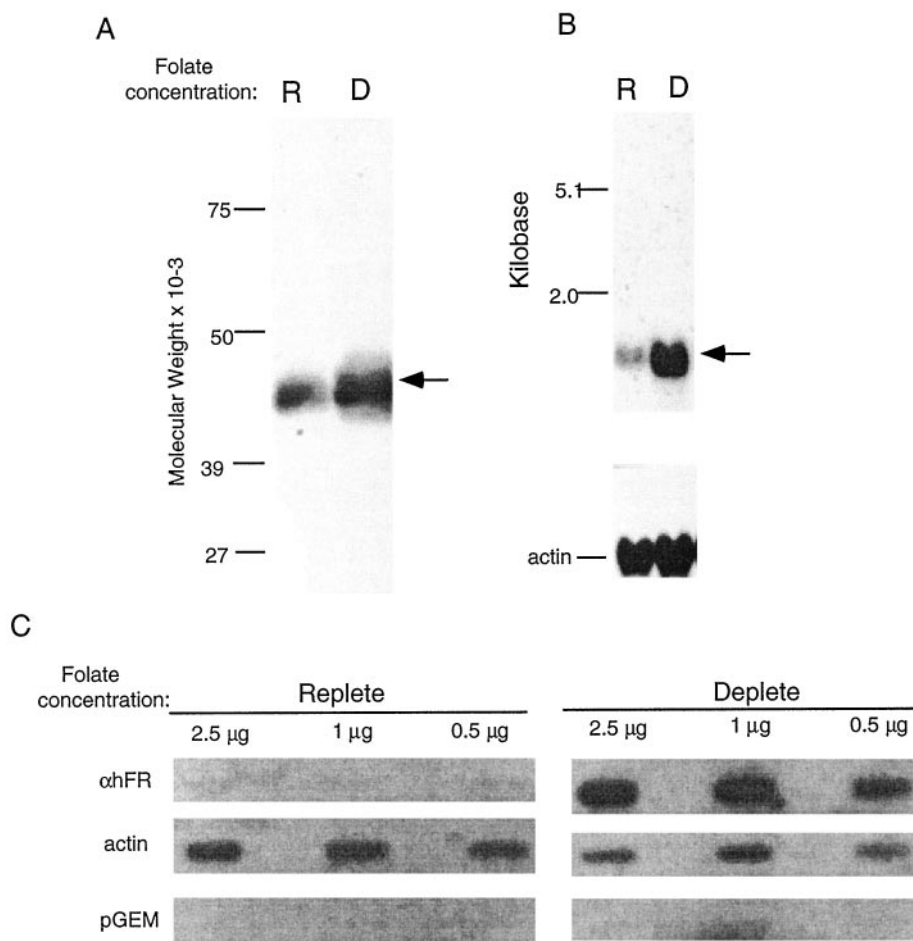 A
Folate
concentration:
R D
75
50
39
27
Molecular Weight x 10-3
B
R D
5.1
2.0
Kilobase
actin
C
Folate
concentration:
Replete
2.5 µg 1 µg 0.5 µg
Deplete
2.5 µg 1 µg 0.5 µg
αhFR
actin
pGEM